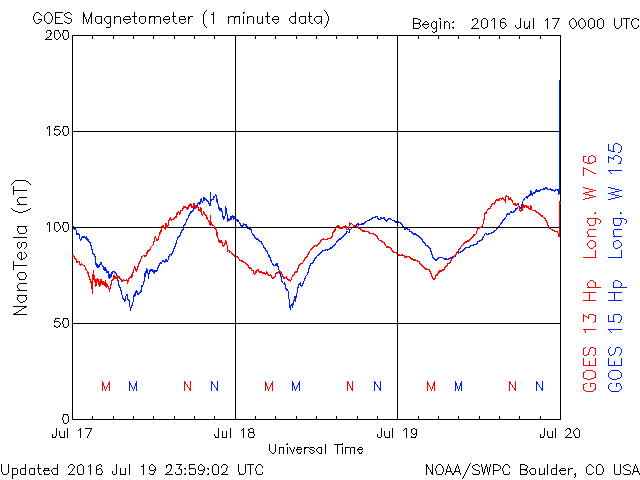 GOES Magnetometer (1 minute data)
Begin: 2016 Jul 17 0000 UTC
200
150
100
50
0
NanoTesla (nT)
M M N N M M N N M M N N
Jul 17 Jul 18 Jul 19 Jul 20
Universal Time
GOES 13 Hp Long. W 76
GOES 15 Hp Long. W 135
Updated 2016 Jul 19 23:59:02 UTC
NOAA/SWPC Boulder, CO USA